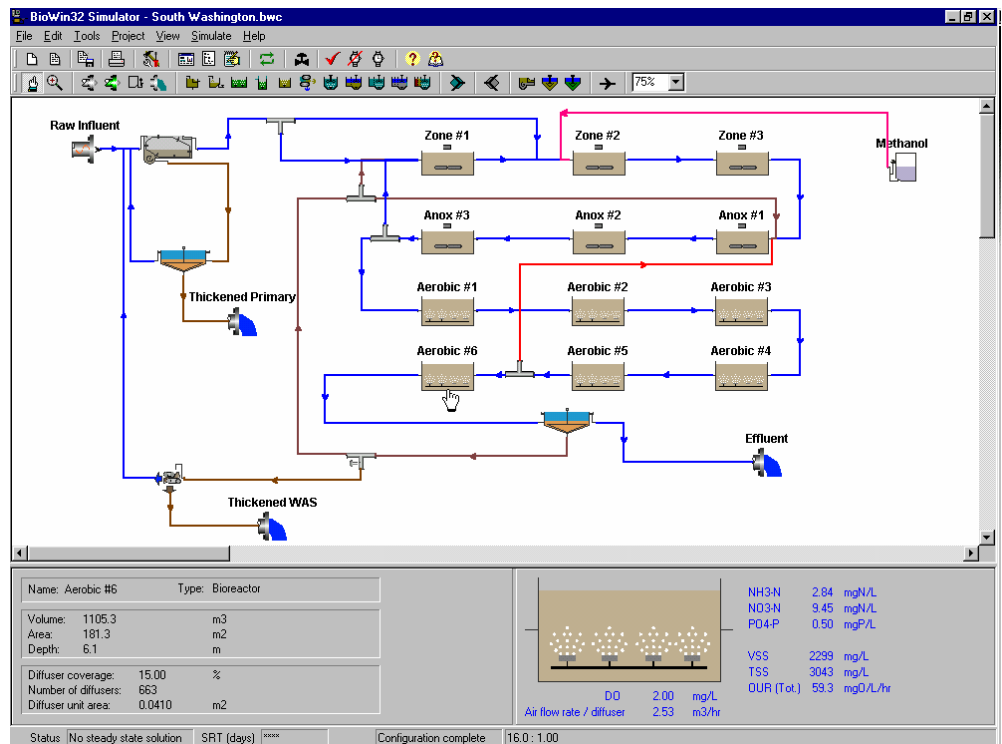 BioWin32 Simulator - South Washington.bwc
File Edit Tools Project View Simulate Help
75%
Raw Influent
Zone #1
Zone #2
Zone #3
Methanol
Anox #3
Anox #2
Anox #1
Thickened Primary
Aerobic #1
Aerobic #2
Aerobic #3
Aerobic #6
Aerobic #5
Aerobic #4
Effluent
Thickened WAS
Name: Aerobic #6 Type: Bioreactor
Volume: 1105.3 m3
Area: 181.3 m2
Depth: 6.1 m
Diffuser coverage: 15.00 %
Number of diffusers: 663
Diffuser unit area: 0.0410 m2
NH3-N 2.84 mgN/L
NO3-N 9.45 mgN/L
PO4-P 0.50 mgP/L
VSS 2299 mg/L
TSS 3043 mg/L
OUR (Tot.) 59.3 mgO/L/hr
DO 2.00 mg/L
Air flow rate / diffuser 2.53 m3/hr
Status No steady state solution SRT (days) **** Configuration complete 16.0 : 1.00